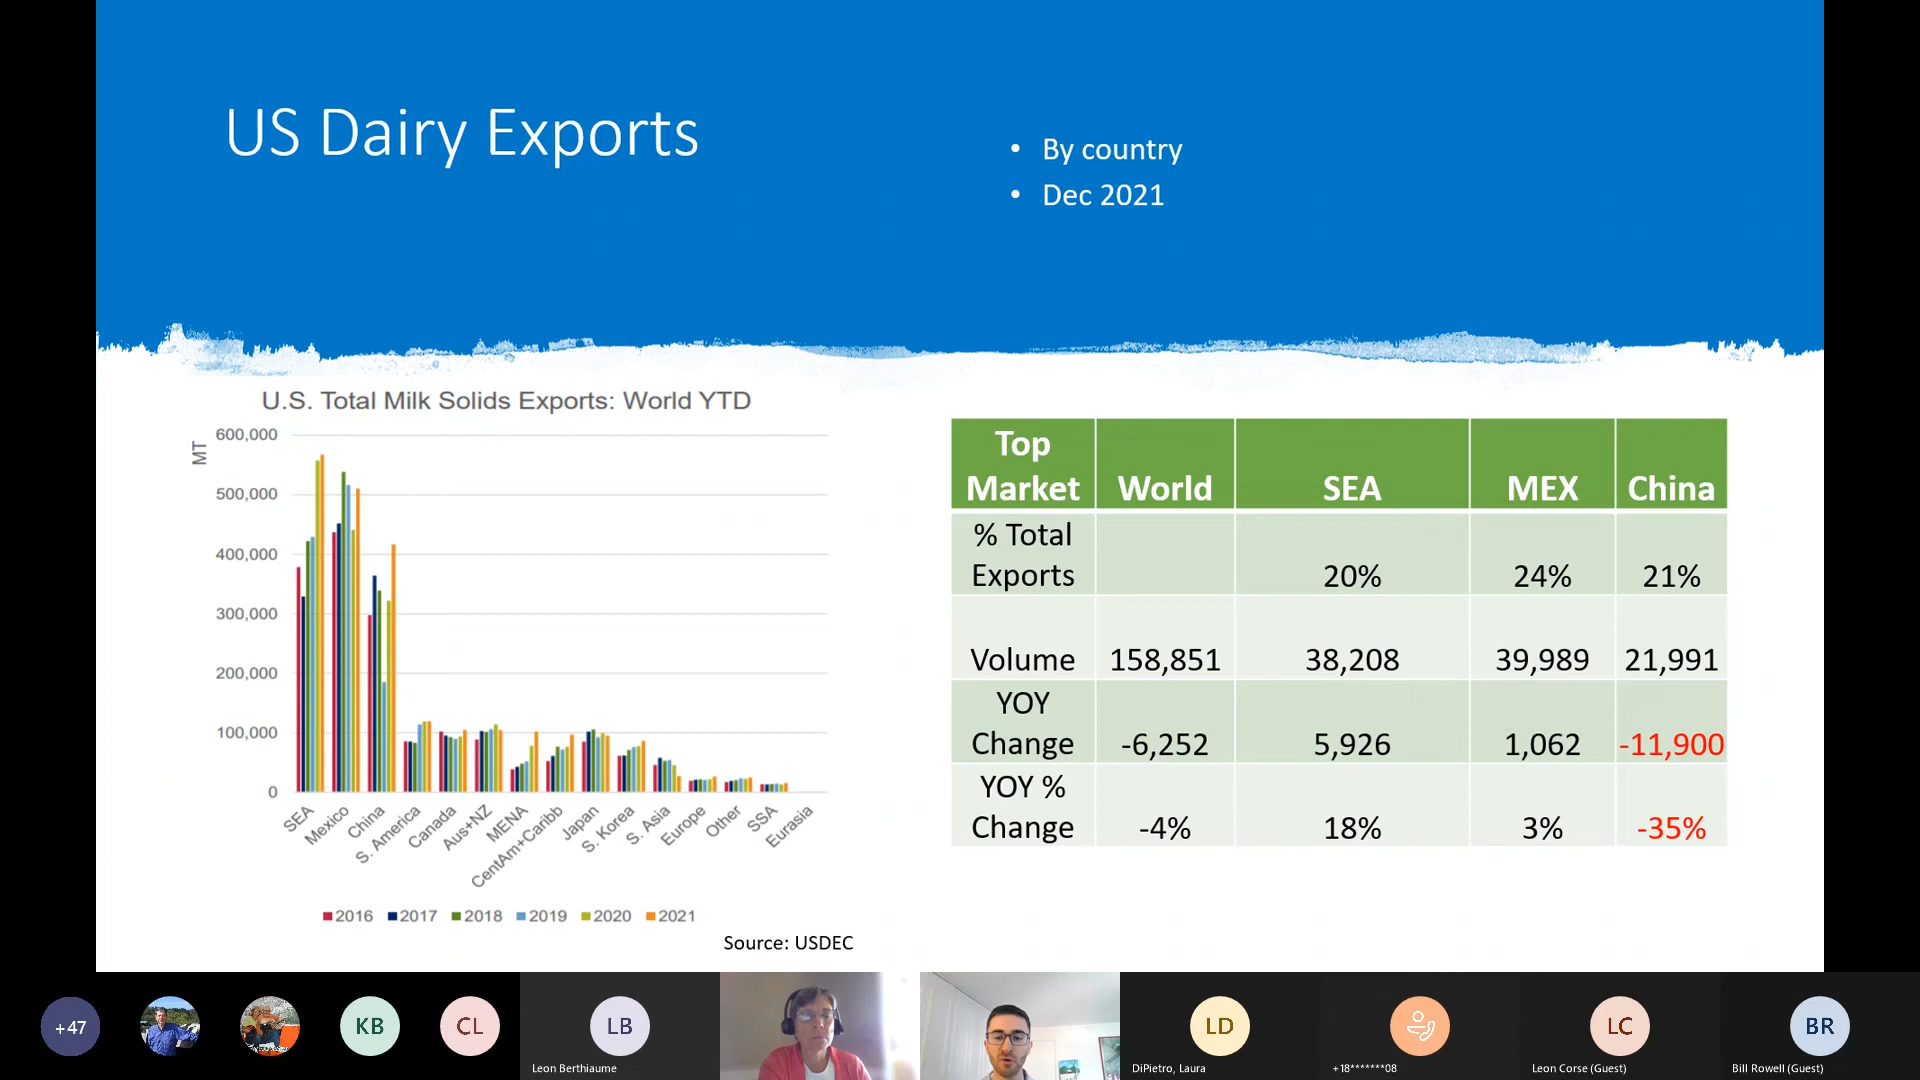 US Dairy Exports
• By country
• Dec 2021
U.S. Total Milk Solids Exports: World YTD
MT
600,000
500,000
400,000
300,000
200,000
100,000
0
SEA
Mexico
China
S. America
Canada
Aus+NZ
MENA
CentAm+Caribb
Japan
S. Korea
S. Asia
Europe
Other
SSA
Eurasia
2016 2017 2018 2019 2020 2021
Source: USDEC
Top
Market World SEA MEX China
% Total
Exports 20% 24% 21%
Volume 158,851 38,208 39,989 21,991
YOY
Change -6,252 5,926 1,062 -11,900
YOY %
Change -4% 18% 3% -35%
+47
KB
CL
LB
LD
LC
BR
Leon Berthiaume
DiPietro, Laura
+18*******08
Leon Corse (Guest)
Bill Rowell (Guest)